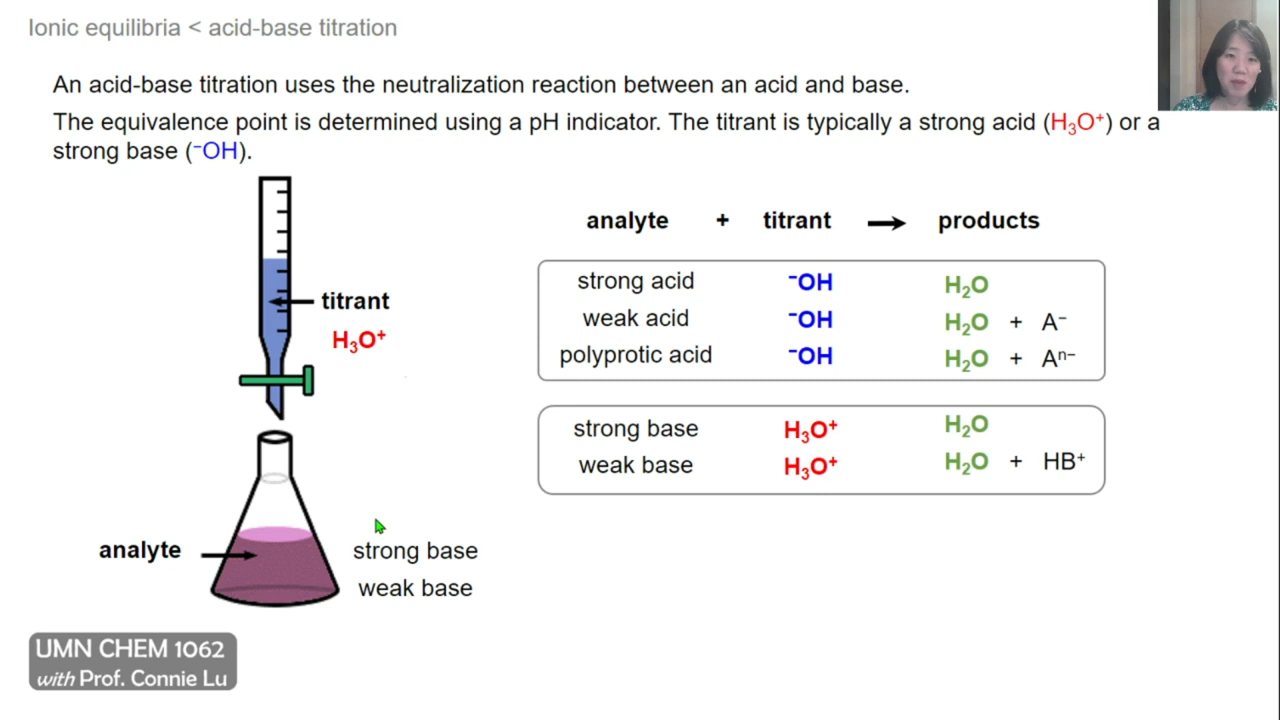 Ionic equilibria < acid-base titration
An acid-base titration uses the neutralization reaction between an acid and base.
The equivalence point is determined using a pH indicator. The titrant is typically a strong acid (H₃O⁺) or a
strong base (⁻OH).
analyte + titrant → products
strong acid ⁻OH H₂O
weak acid ⁻OH H₂O + A⁻
polyprotic acid ⁻OH H₂O + Aⁿ⁻
strong base H₃O⁺ H₂O
weak base H₃O⁺ H₂O + HB⁺
titrant
H₃O⁺
analyte
strong base
weak base
UMN CHEM 1062
with Prof. Connie Lu